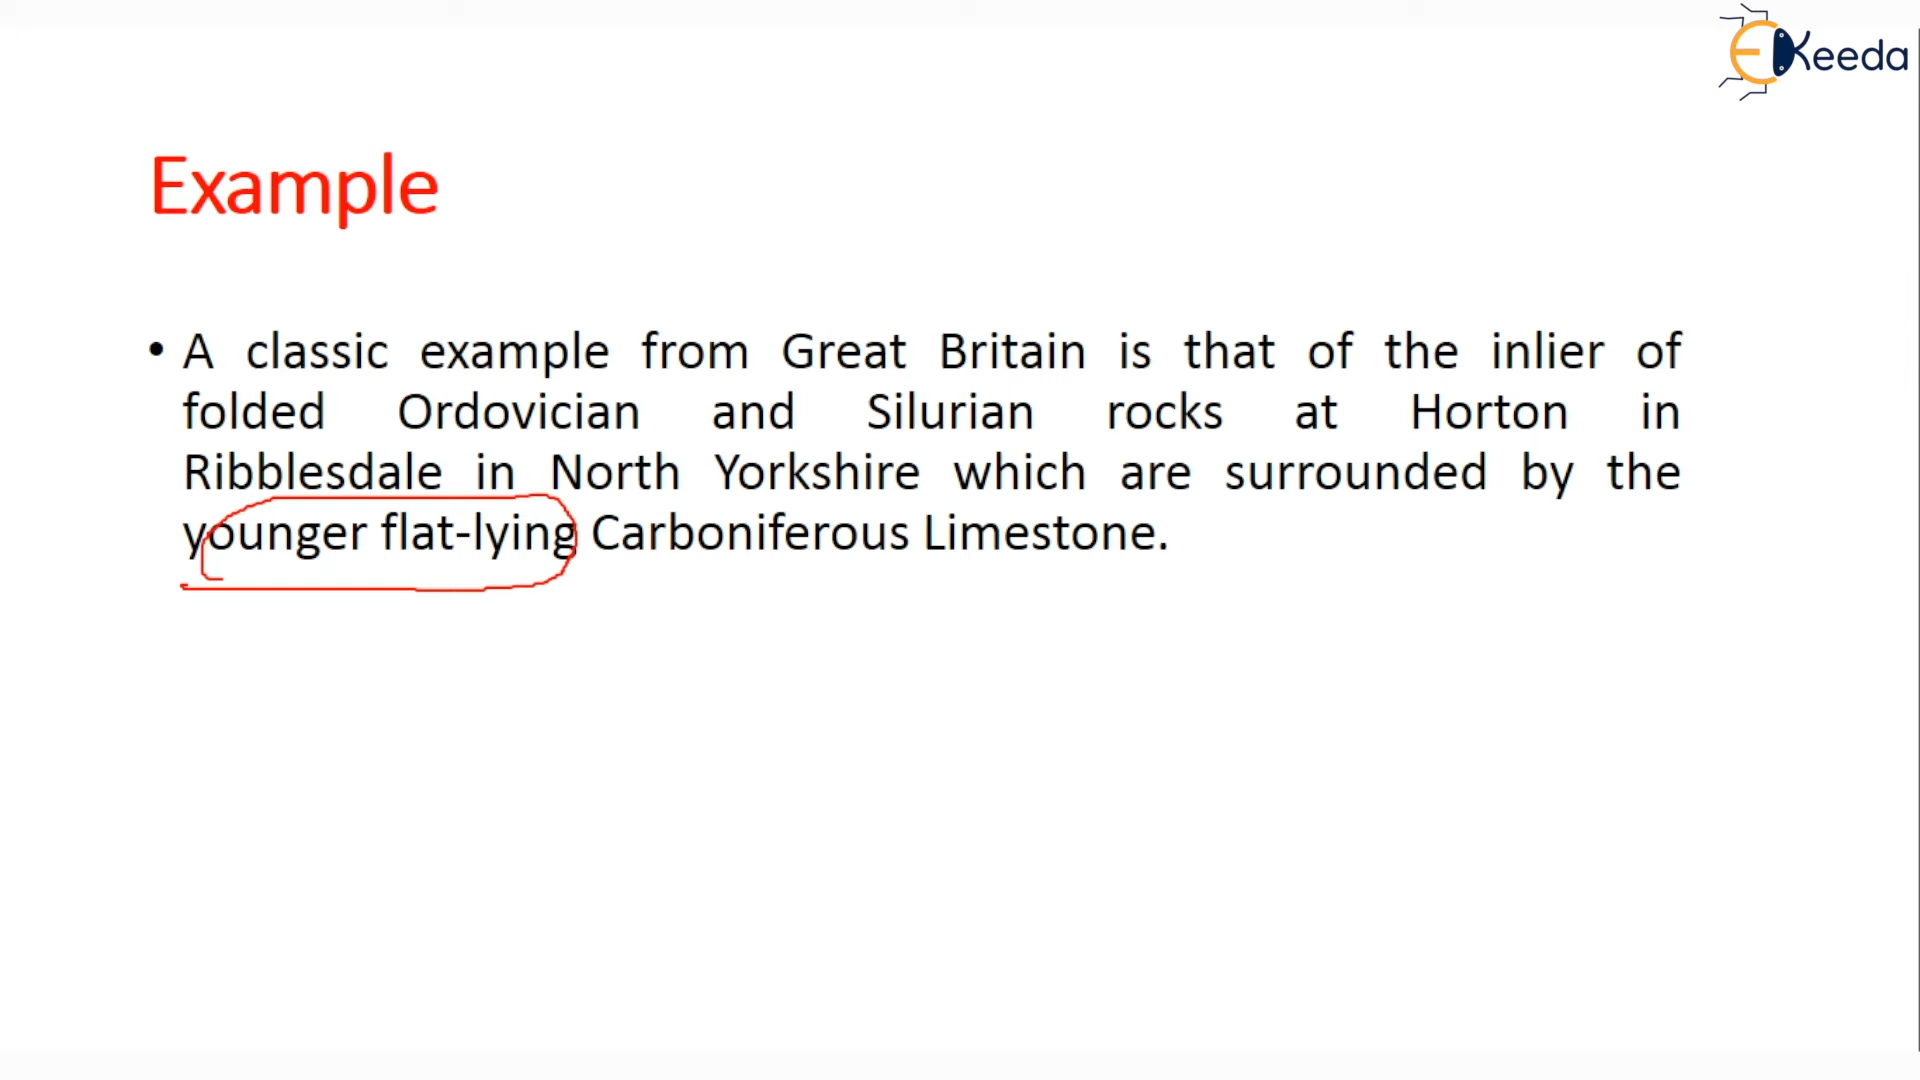 EKeeda
Example
• A classic example from Great Britain is that of the inlier of
folded Ordovician and Silurian rocks at Horton in
Ribblesdale in North Yorkshire which are surrounded by the
younger flat-lying Carboniferous Limestone.